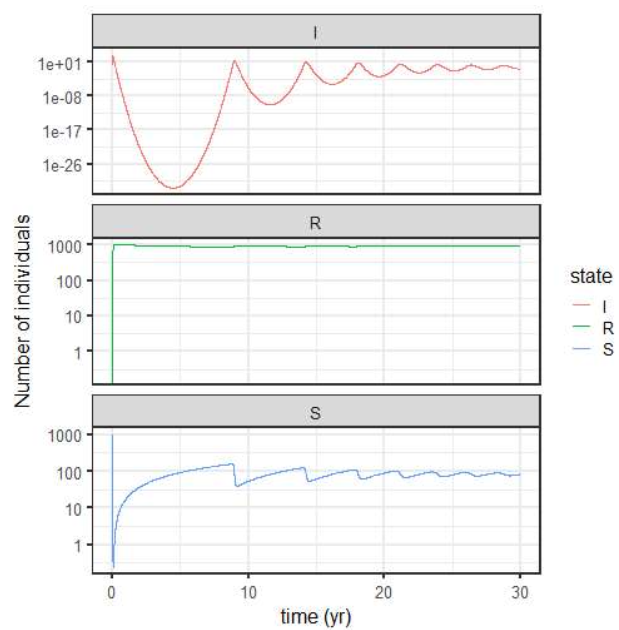 I
1e+01
1e-08
1e-17
1e-26
R
1000
100
10
1
Number of individuals
S
1000
100
10
1
0
10
20
30
time (yr)
state
I
R
S